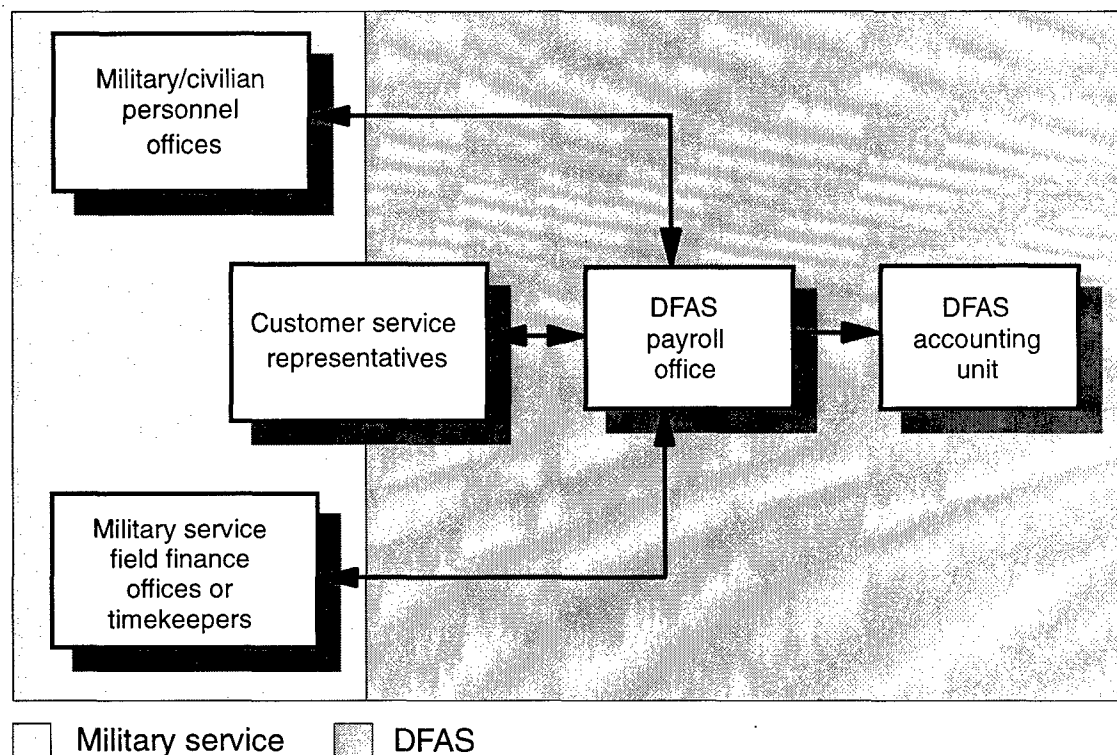 Military/civilian
personnel
offices
Customer service
representatives
DFAS
payroll
office
DFAS
accounting
unit
Military service
field finance
offices or
timekeepers
Military service
DFAS